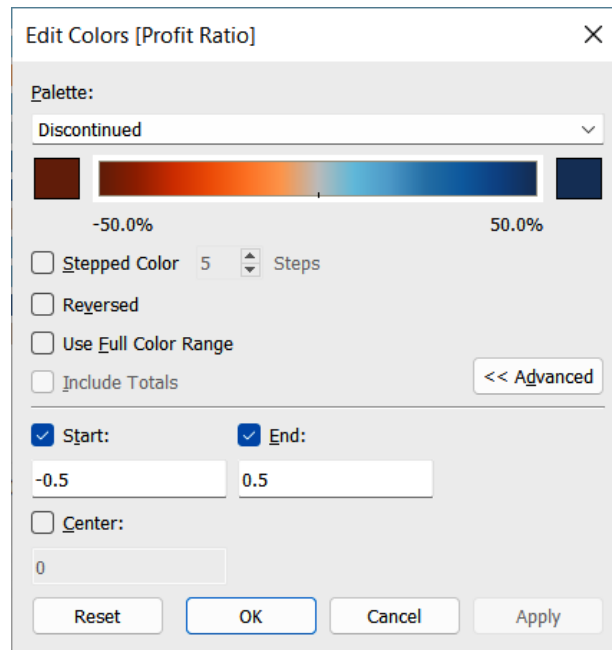 Edit Colors [Profit Ratio]
Palette:
Discontinued
-50.0% 50.0%
Stepped Color 5 Steps
Reversed
Use Full Color Range
Include Totals << Advanced
Start: End:
-0.5 0.5
Center:
0
Reset OK Cancel Apply